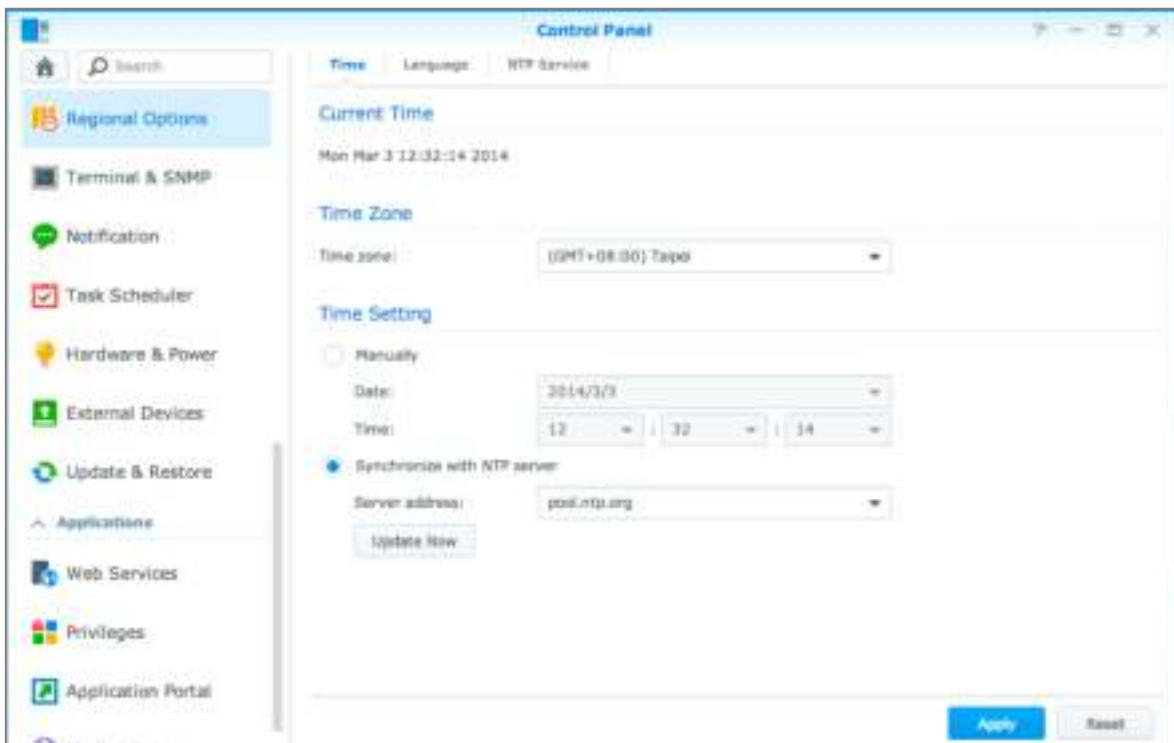 Control Panel
Search
Regional Options
Terminal & SNMP
Notification
Task Scheduler
Hardware & Power
External Devices
Update & Restore
Applications
Web Services
Privileges
Application Portal
Time Language NTP Service
Current Time
Mon Mar 3 12:32:14 2014
Time Zone
Time zone: (GMT+08:00) Taipei
Time Setting
Manually
Date: 2014/3/3
Time: 12 : 32 : 14
Synchronize with NTP server
Server address: pool.ntp.org
Update Now
Apply Reset